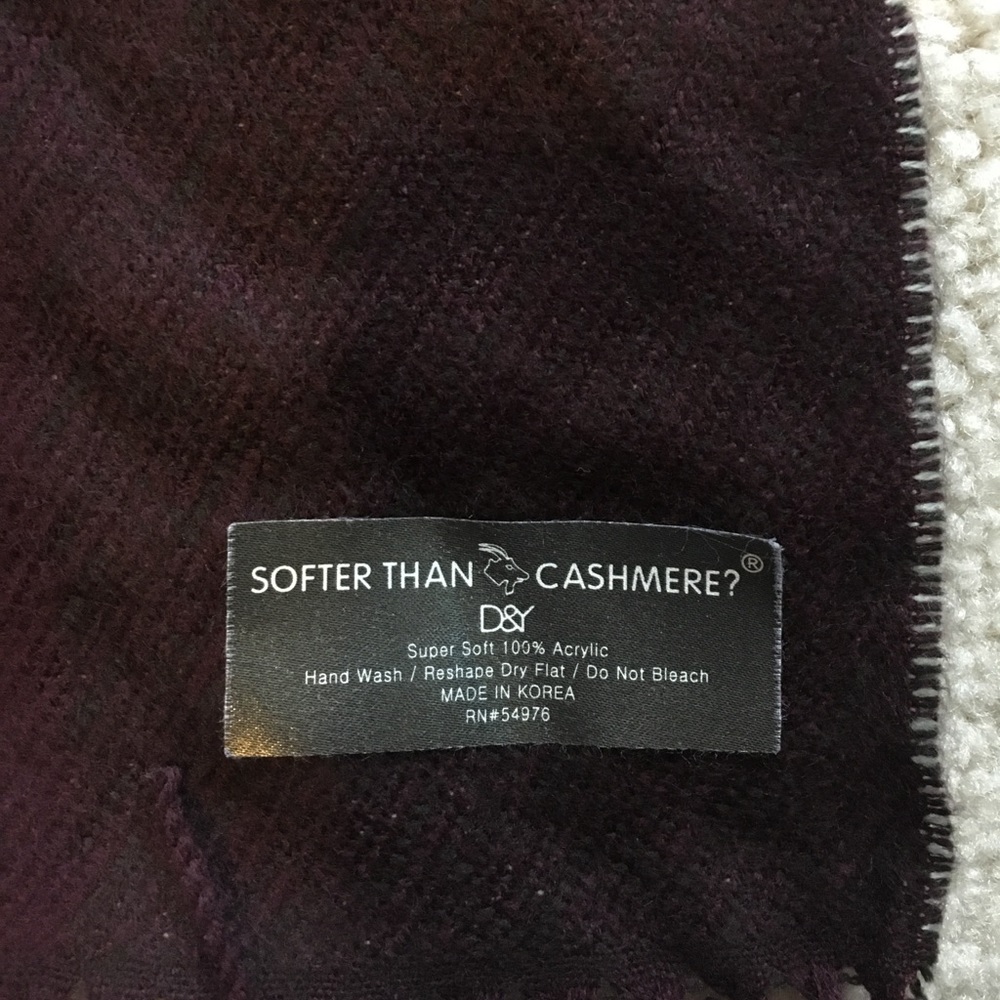 SOFTER THAN CASHMERE?®
D&Y
Super Soft 100% Acrylic
Hand Wash / Reshape Dry Flat / Do Not Bleach
MADE IN KOREA
RN#54976